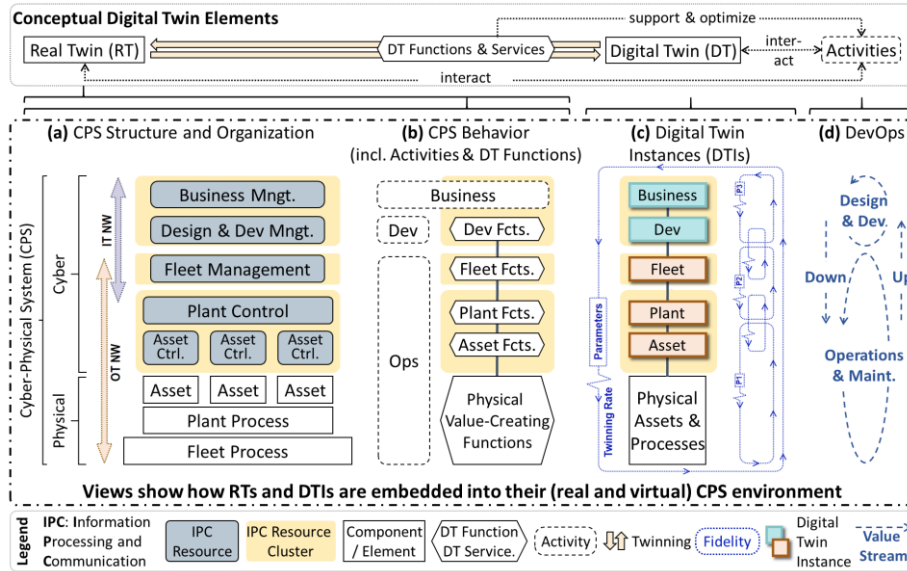 Conceptual Digital Twin Elements
support & optimize
Real Twin (RT)
DT Functions & Services
Digital Twin (DT)
inter-
act
Activities
interact
(a) CPS Structure and Organization
(b) CPS Behavior
(incl. Activities & DT Functions)
(c) Digital Twin
Instances (DTIs)
(d) DevOps
Cyber-Physical System (CPS)
Cyber
Physical
IT NW
OT NW
Business Mngt.
Design & Dev Mngt.
Fleet Management
Plant Control
Asset
Ctrl.
Asset
Ctrl.
Asset
Ctrl.
Asset
Asset
Asset
Plant Process
Fleet Process
Business
Dev
Dev Fcts.
Fleet Fcts.
Plant Fcts.
Asset Fcts.
Ops
Physical
Value-Creating
Functions
Twinning Rate
Parameters
Business
Dev
Fleet
Plant
Asset
Physical
Assets &
Processes
P3
P2
P1
Design
& Dev.
Down
Up
Operations
& Maint.
Views show how RTs and DTIs are embedded into their (real and virtual) CPS environment
Legend
IPC: Information
Processing and
Communication
IPC
Resource
IPC Resource
Cluster
Component
/ Element
DT Function
DT Service.
Activity
Twinning
Fidelity
Digital
Twin
Instance
Value
Stream